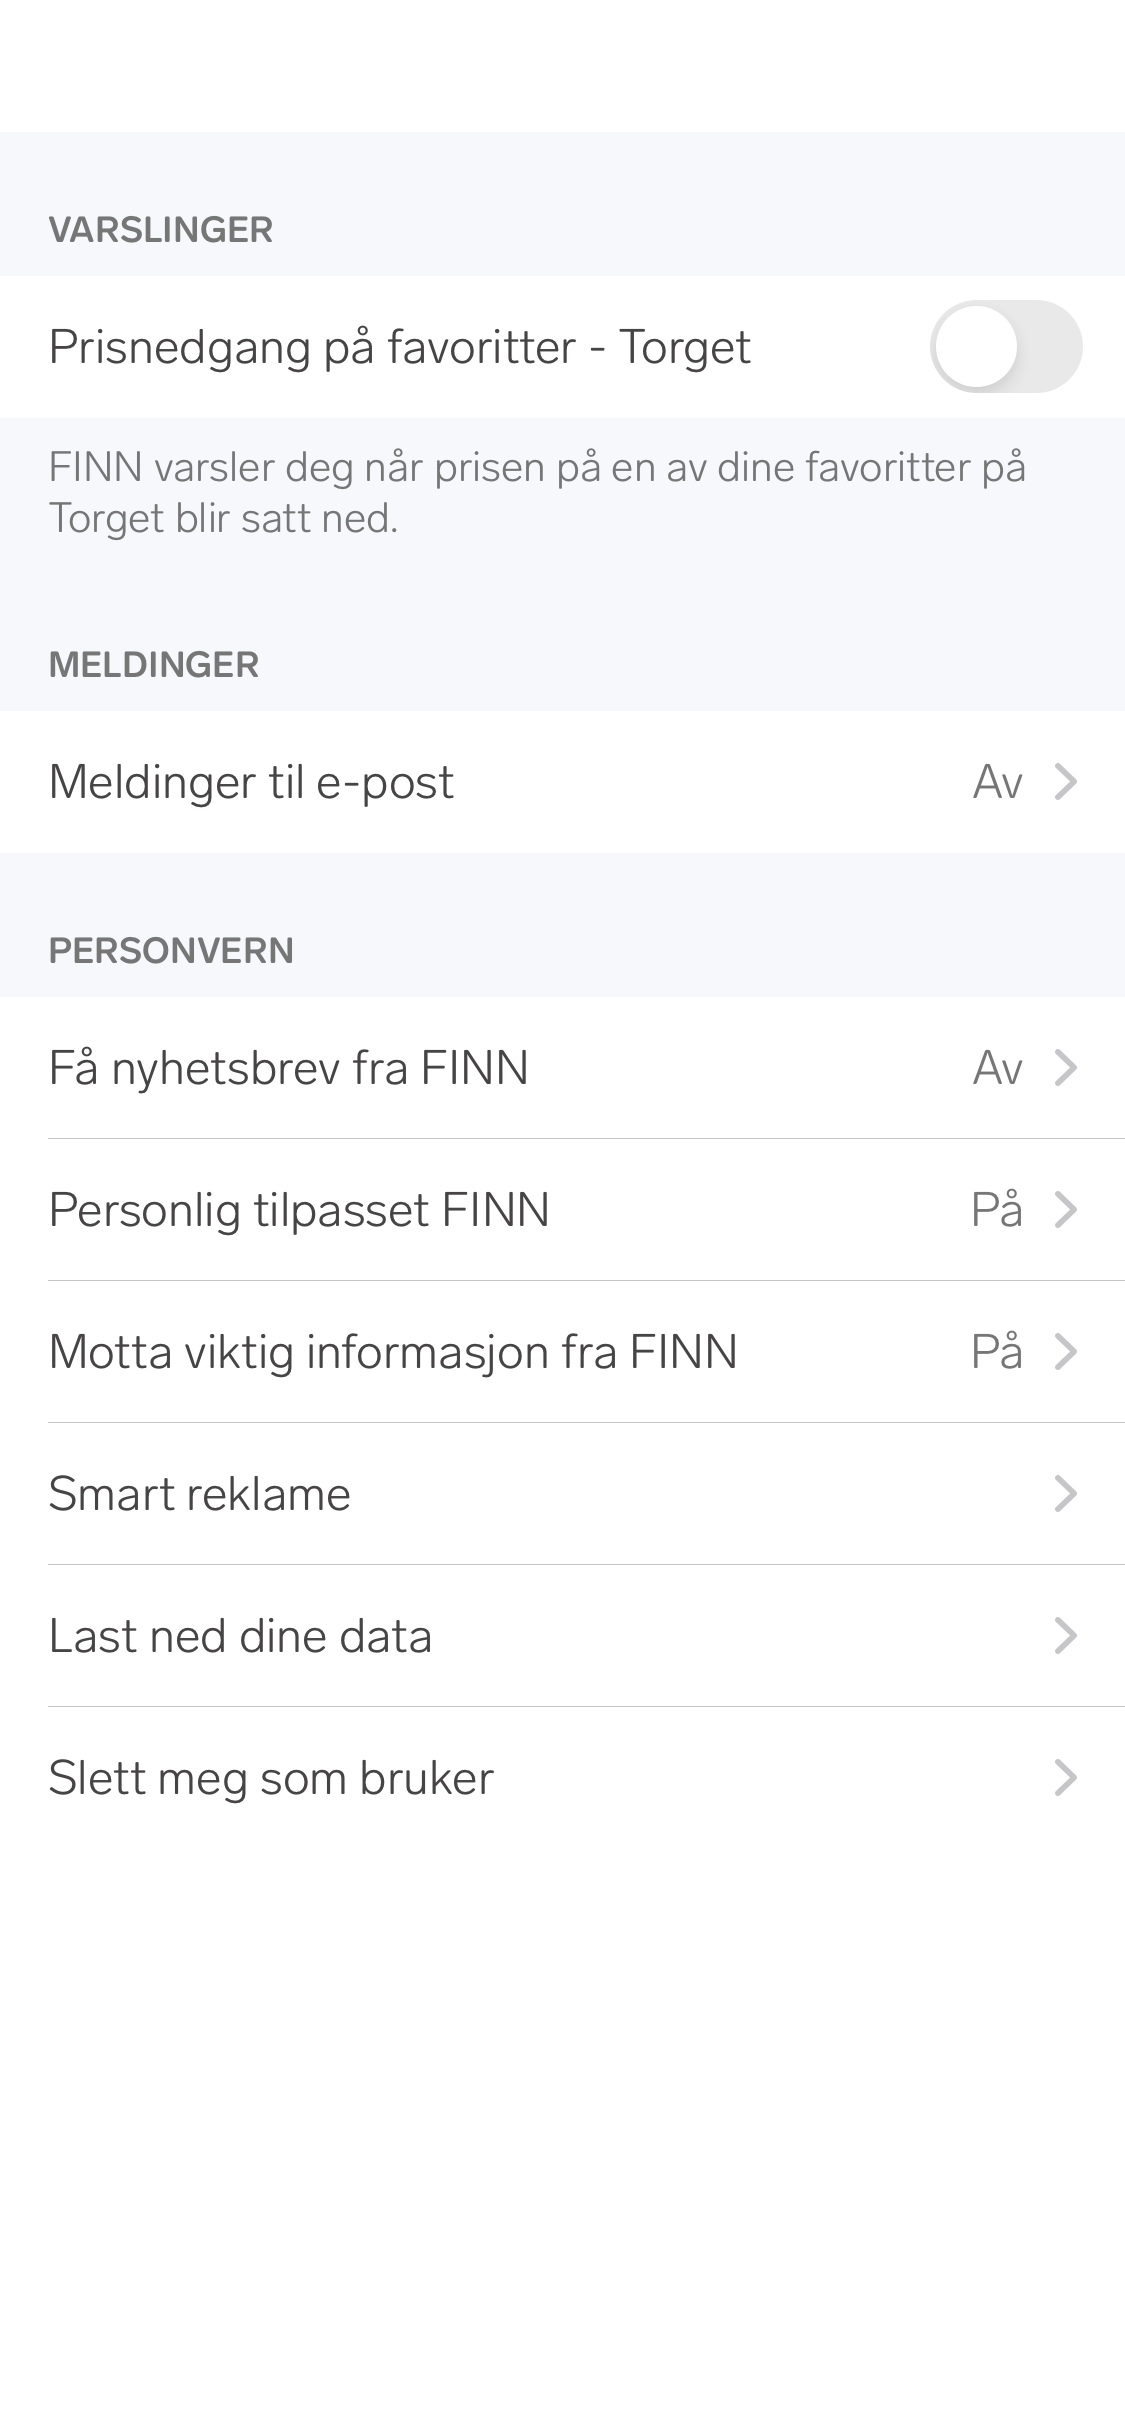 VARSLINGER
Prisnedgang på favoritter - Torget
FINN varsler deg når prisen på en av dine favoritter på
Torget blir satt ned.
MELDINGER
Meldinger til e-post Av
PERSONVERN
Få nyhetsbrev fra FINN Av
Personlig tilpasset FINN På
Motta viktig informasjon fra FINN På
Smart reklame
Last ned dine data
Slett meg som bruker